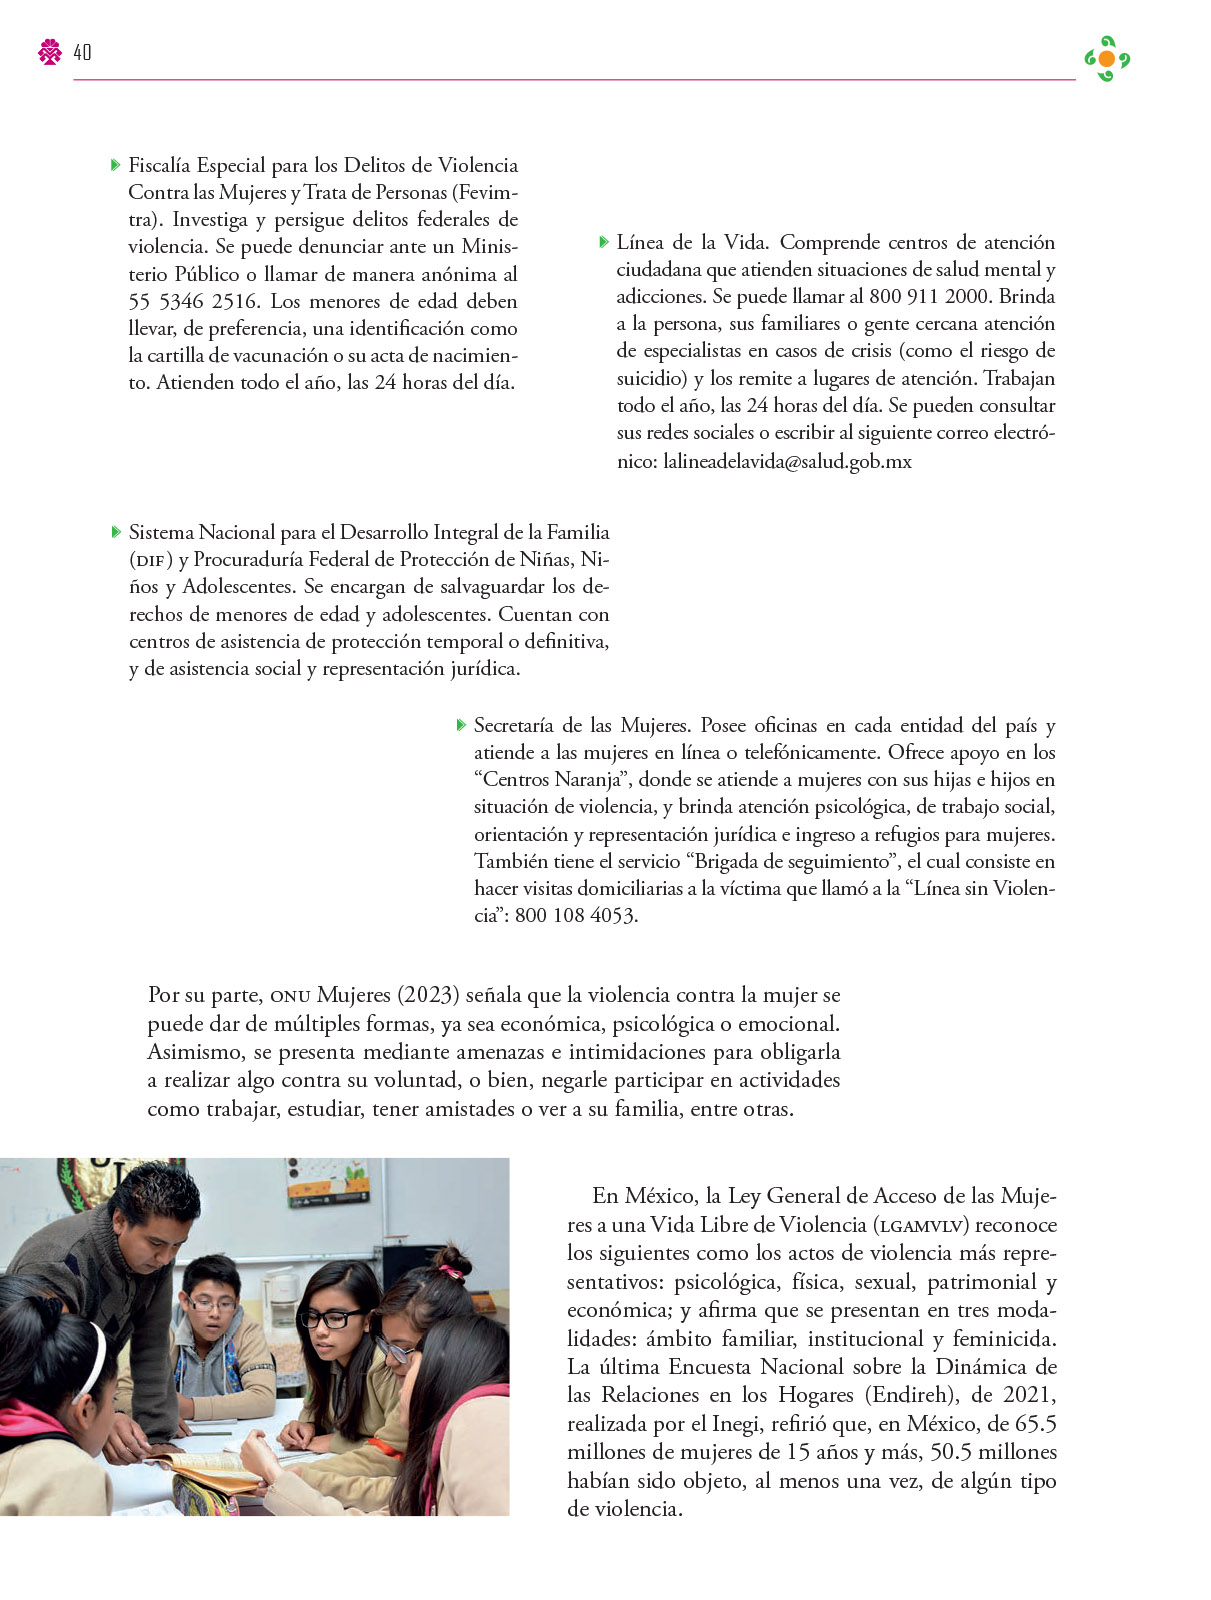 40
Fiscalía Especial para los Delitos de Violencia
Contra las Mujeres y Trata de Personas (Fevim-
tra). Investiga y persigue delitos federales de
violencia. Se puede denunciar ante un Minis-
terio Público o llamar de manera anónima al
55 5346 2516. Los menores de edad deben
llevar, de preferencia, una identificación como
la cartilla de vacunación o su acta de nacimien-
to. Atienden todo el año, las 24 horas del día.
Línea de la Vida. Comprende centros de atención
ciudadana que atienden situaciones de salud mental y
adicciones. Se puede llamar al 800 911 2000. Brinda
a la persona, sus familiares o gente cercana atención
de especialistas en casos de crisis (como el riesgo de
suicidio) y los remite a lugares de atención. Trabajan
todo el año, las 24 horas del día. Se pueden consultar
sus redes sociales o escribir al siguiente correo electró-
nico: lalineadelavida@salud.gob.mx
Sistema Nacional para el Desarrollo Integral de la Familia
(DIF) y Procuraduría Federal de Protección de Niñas, Ni-
ños y Adolescentes. Se encargan de salvaguardar los de-
rechos de menores de edad y adolescentes. Cuentan con
centros de asistencia de protección temporal o definitiva,
y de asistencia social y representación jurídica.
Secretaría de las Mujeres. Posee oficinas en cada entidad del país y
atiende a las mujeres en línea o telefónicamente. Ofrece apoyo en los
“Centros Naranja”, donde se atiende a mujeres con sus hijas e hijos en
situación de violencia, y brinda atención psicológica, de trabajo social,
orientación y representación jurídica e ingreso a refugios para mujeres.
También tiene el servicio “Brigada de seguimiento”, el cual consiste en
hacer visitas domiciliarias a la víctima que llamó a la “Línea sin Violen-
cia”: 800 108 4053.
Por su parte, ONU Mujeres (2023) señala que la violencia contra la mujer se
puede dar de múltiples formas, ya sea económica, psicológica o emocional.
Asimismo, se presenta mediante amenazas e intimidaciones para obligarla
a realizar algo contra su voluntad, o bien, negarle participar en actividades
como trabajar, estudiar, tener amistades o ver a su familia, entre otras.
En México, la Ley General de Acceso de las Muje-
res a una Vida Libre de Violencia (LGAMVLV) reconoce
los siguientes como los actos de violencia más repre-
sentativos: psicológica, física, sexual, patrimonial y
económica; y afirma que se presentan en tres moda-
lidades: ámbito familiar, institucional y feminicida.
La última Encuesta Nacional sobre la Dinámica de
las Relaciones en los Hogares (Endireh), de 2021,
realizada por el Inegi, refirió que, en México, de 65.5
millones de mujeres de 15 años y más, 50.5 millones
habían sido objeto, al menos una vez, de algún tipo
de violencia.